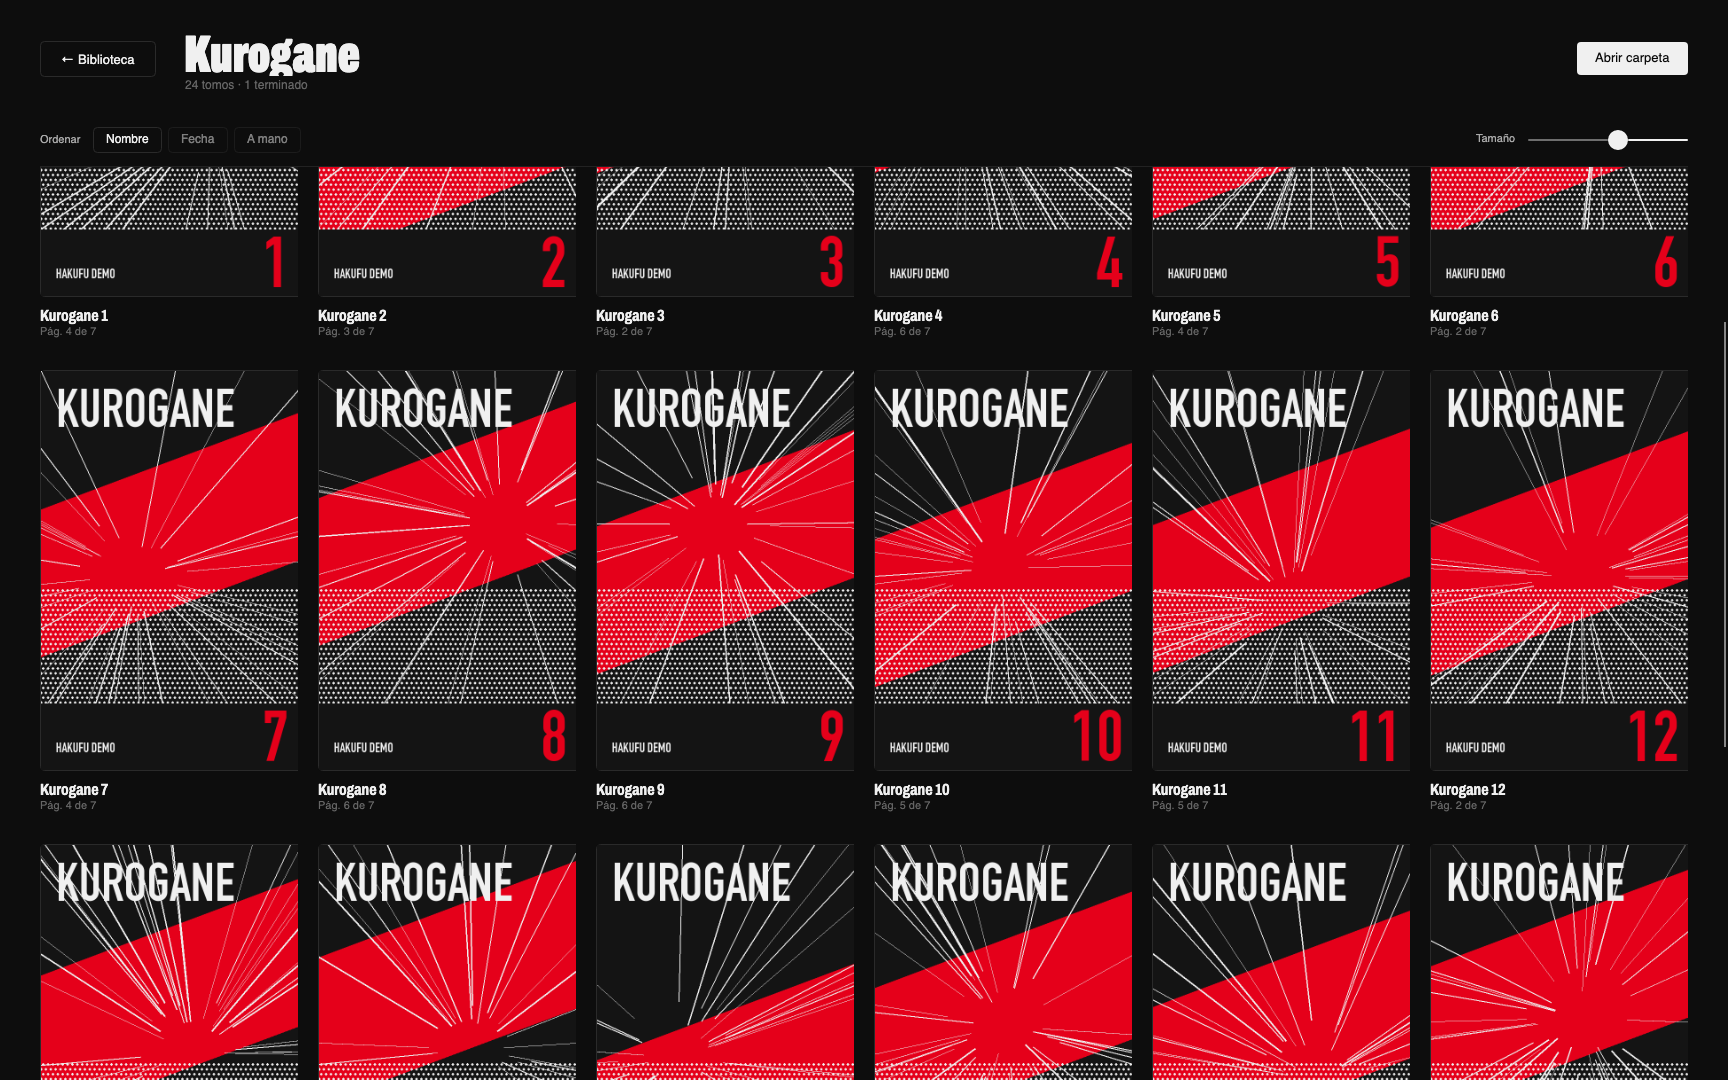 ← Biblioteca
Kurogane
24 tomos · 1 terminado
Abrir carpeta
Ordenar
Nombre
Fecha
A mano
Tamaño
HAKUFU DEMO 1
HAKUFU DEMO 2
HAKUFU DEMO 3
HAKUFU DEMO 4
HAKUFU DEMO 5
HAKUFU DEMO 6
Kurogane 1
Pág. 4 de 7
Kurogane 2
Pág. 3 de 7
Kurogane 3
Pág. 2 de 7
Kurogane 4
Pág. 6 de 7
Kurogane 5
Pág. 4 de 7
Kurogane 6
Pág. 2 de 7
KUROGANE
HAKUFU DEMO 7
Kurogane 7
Pág. 4 de 7
KUROGANE
HAKUFU DEMO 8
Kurogane 8
Pág. 6 de 7
KUROGANE
HAKUFU DEMO 9
Kurogane 9
Pág. 6 de 7
KUROGANE
HAKUFU DEMO 10
Kurogane 10
Pág. 5 de 7
KUROGANE
HAKUFU DEMO 11
Kurogane 11
Pág. 5 de 7
KUROGANE
HAKUFU DEMO 12
Kurogane 12
Pág. 2 de 7
KUROGANE
KUROGANE
KUROGANE
KUROGANE
KUROGANE
KUROGANE